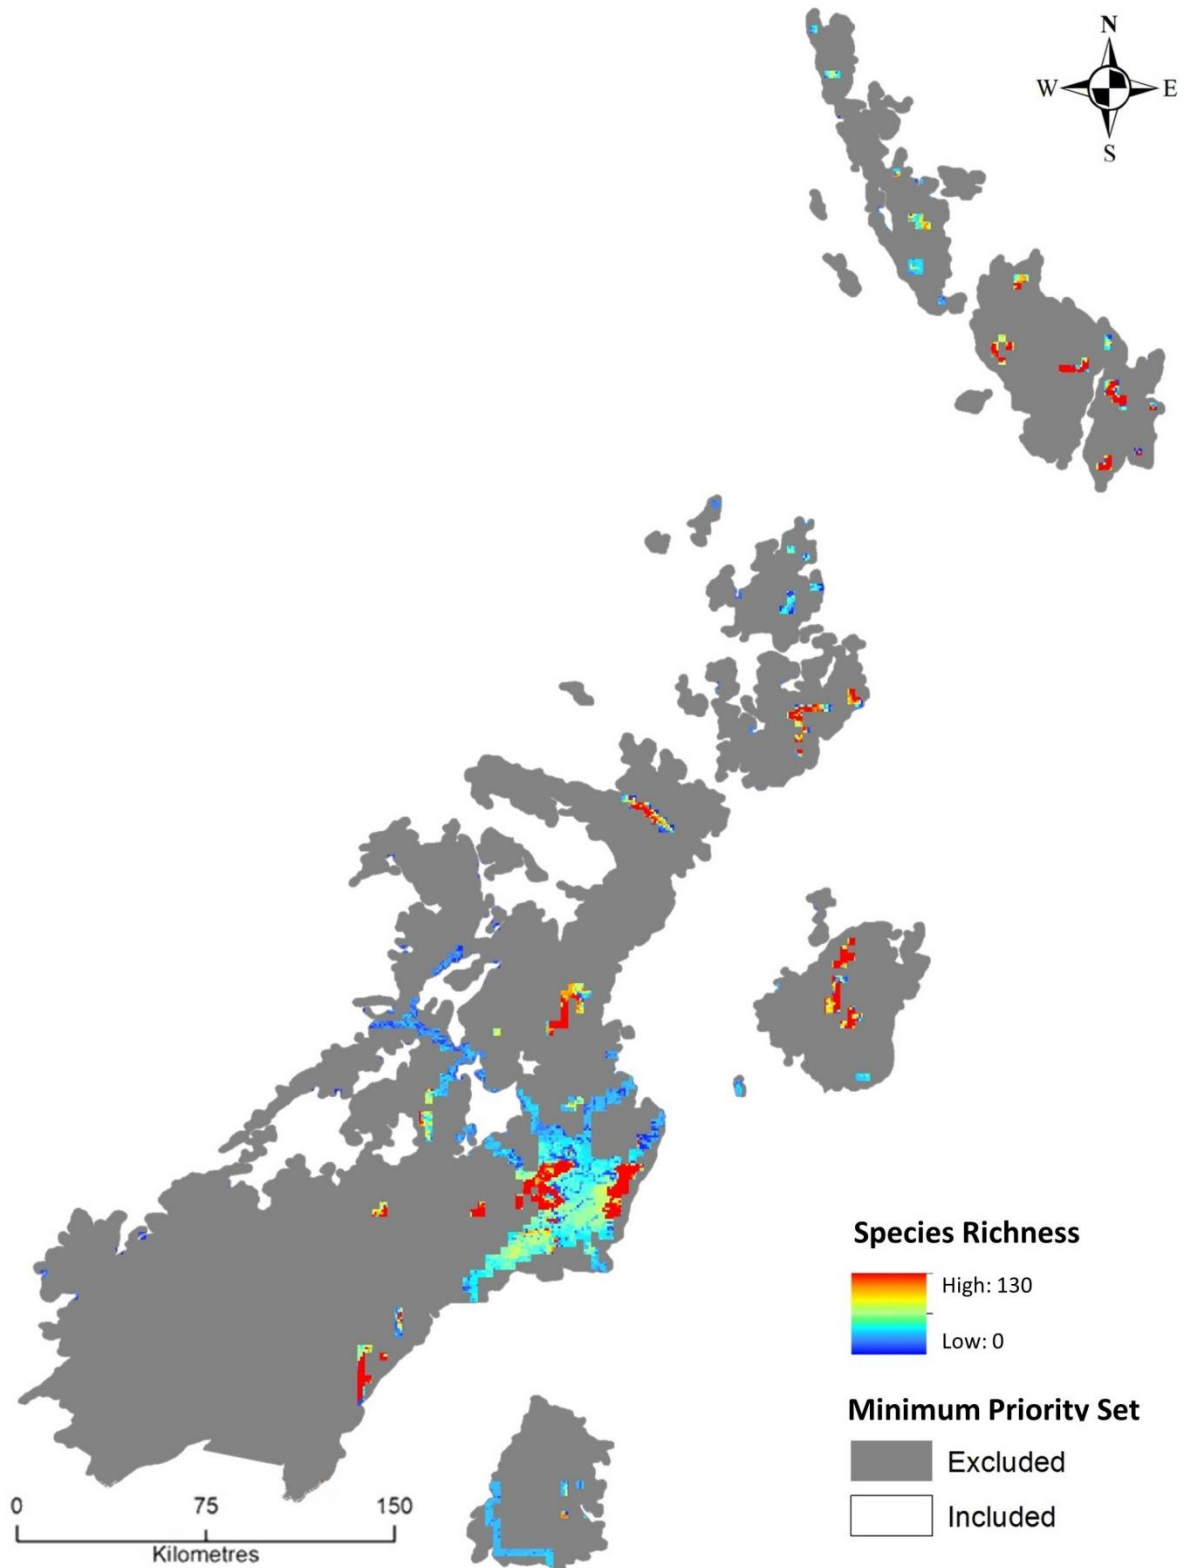 N
W E
S
Species Richness
High: 130
Low: 0
Minimum Priority Set
Excluded
Included
0 75 150
Kilometres